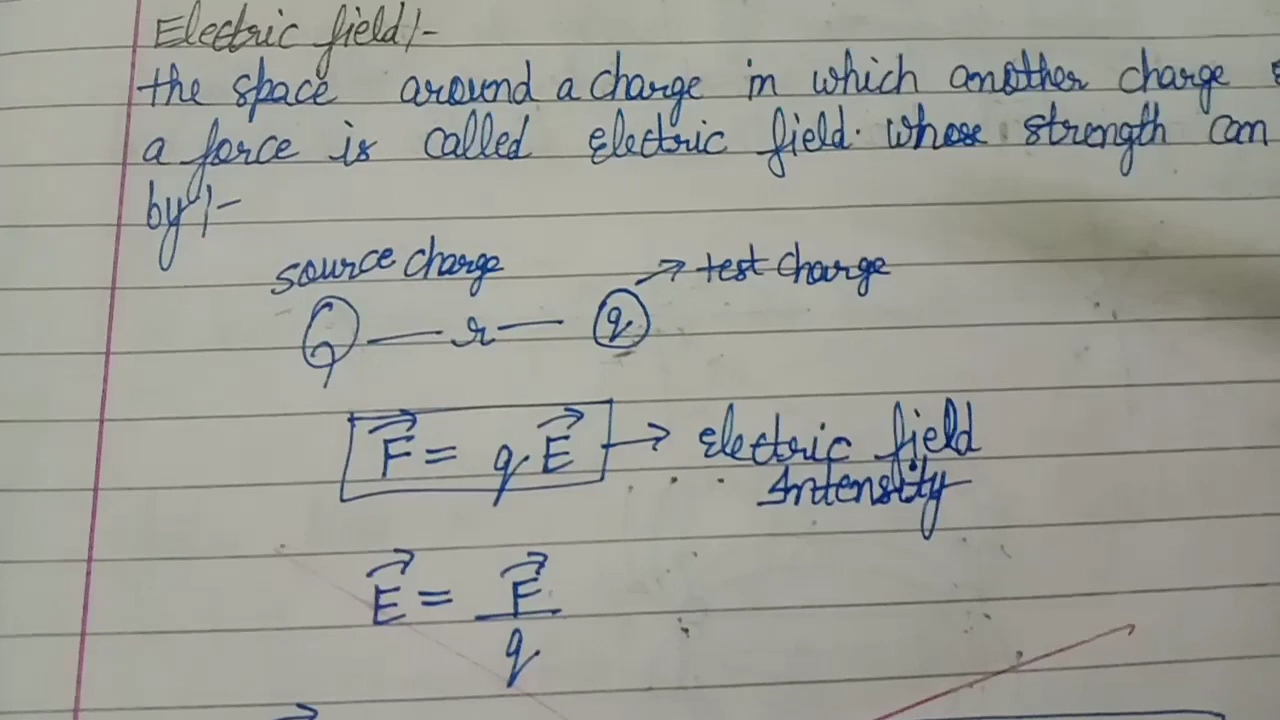 Electric field:-
the space around a charge in which another charge
a force is called electric field. whose strength can
by:-
source charge
→ test charge
Q — r — q
F⃗ = qE⃗ → Electric field
Intensity
E⃗ = F⃗/q